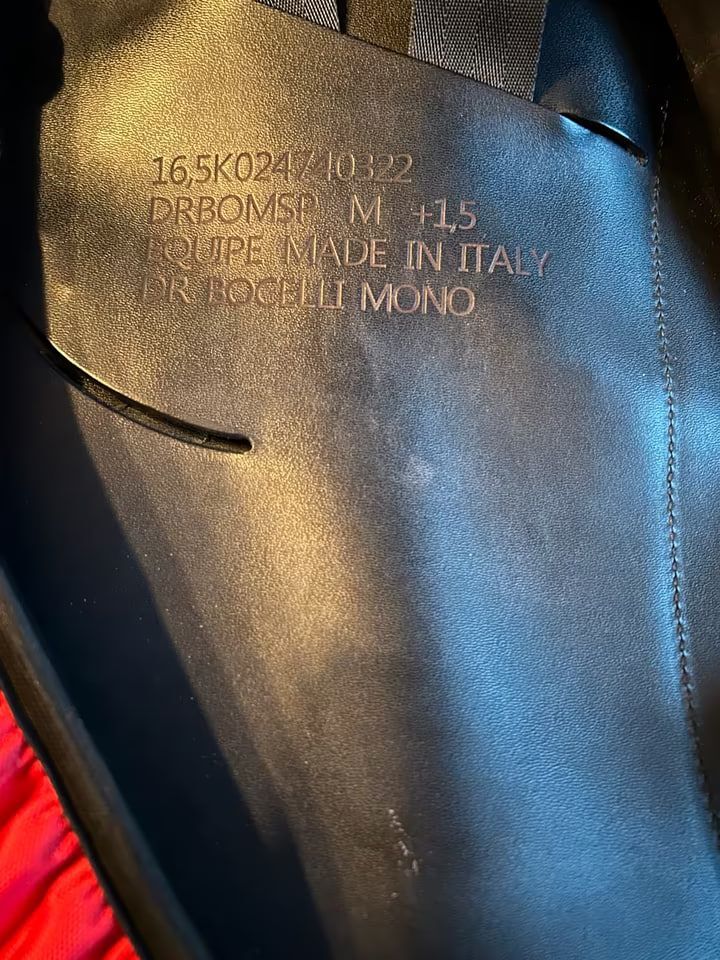 16,5K024740322
DRBOMSP M +1,5
EQUIPE MADE IN ITALY
DR BOCELLI MONO